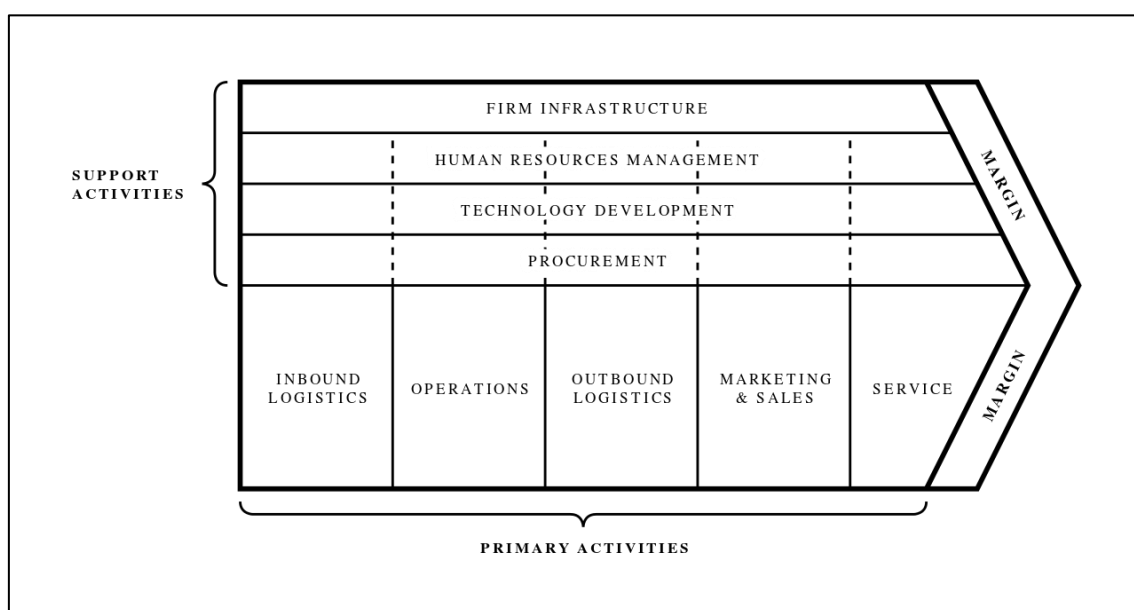 FIRM INFRASTRUCTURE
HUMAN RESOURCES MANAGEMENT
SUPPORT
ACTIVITIES
TECHNOLOGY DEVELOPMENT
PROCUREMENT
MARGIN
INBOUND
LOGISTICS
OPERATIONS
OUTBOUND
LOGISTICS
MARKETING
& SALES
SERVICE
MARGIN
PRIMARY ACTIVITIES